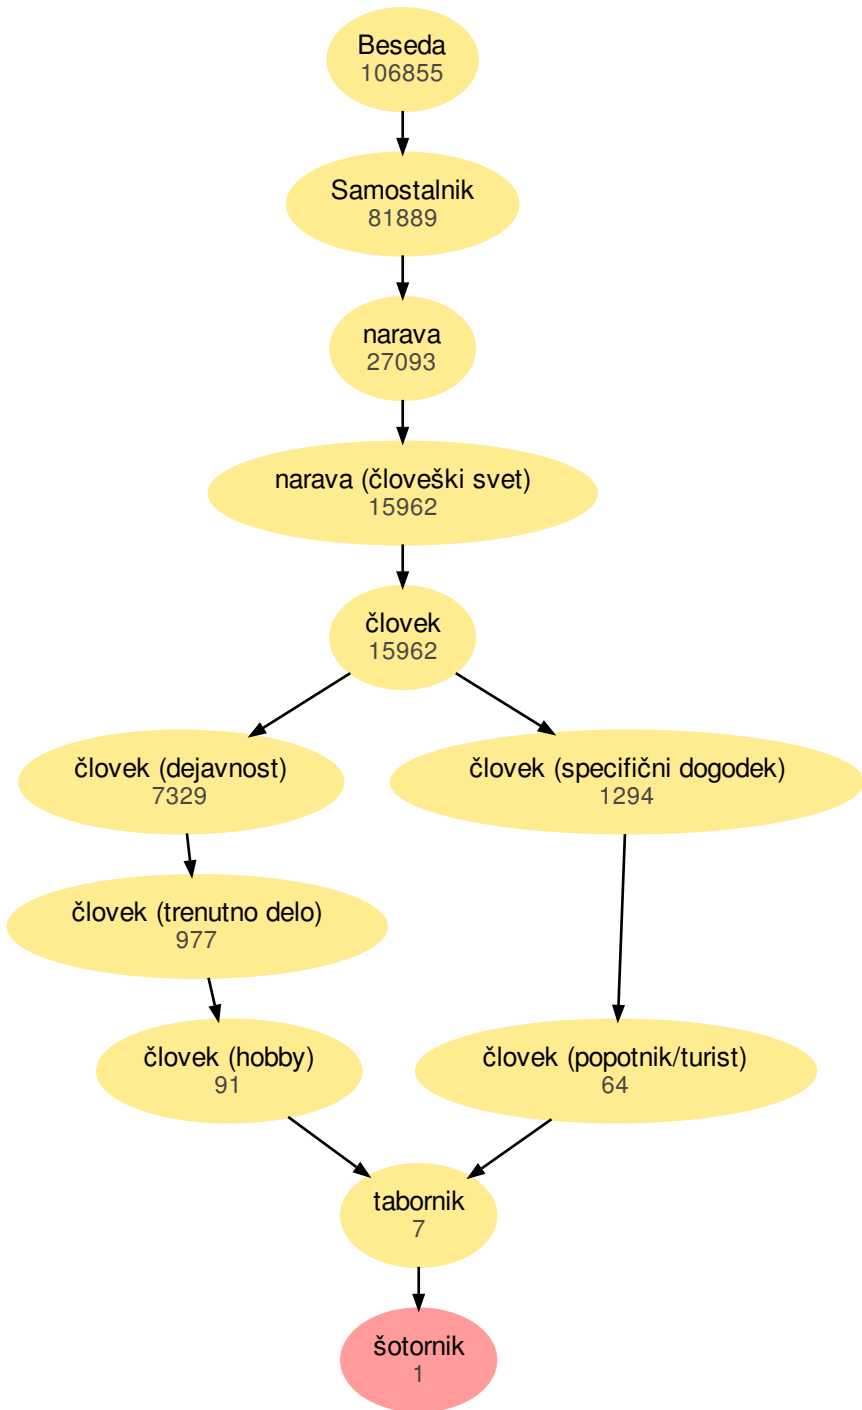 Beseda
106855
Samostalnik
81889
narava
27093
narava (človeški svet)
15962
človek
15962
človek (dejavnost)
7329
človek (specifični dogodek)
1294
človek (trenutno delo)
977
človek (hobby)
91
človek (popotnik/turist)
64
tabornik
7
šotornik
1